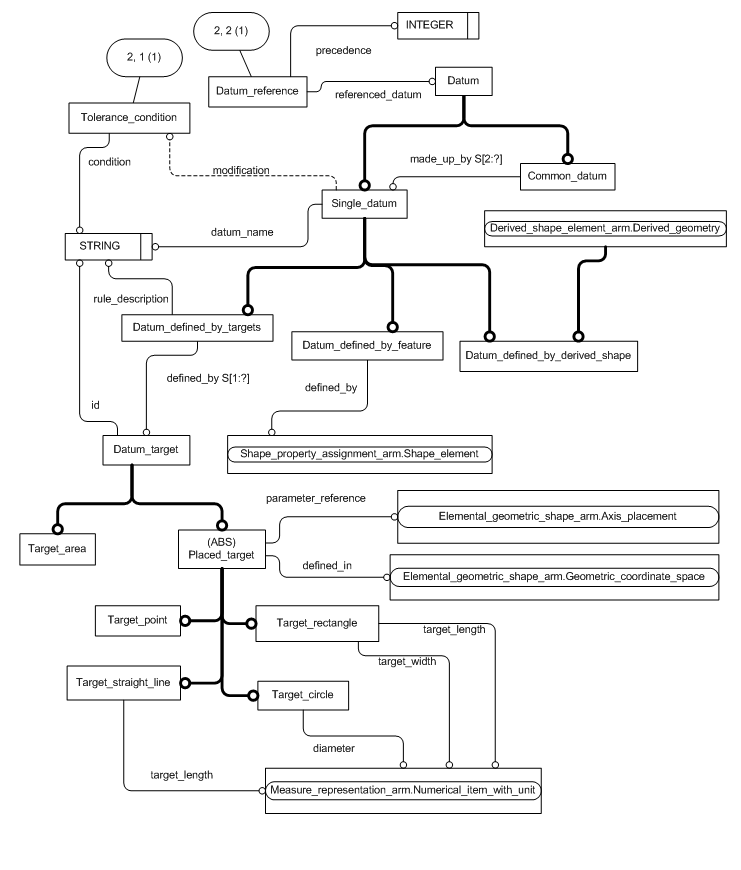 2, 2 (1)
INTEGER
precedence
2, 1 (1)
Datum
Datum_reference
referenced_datum
Tolerance_condition
condition
made_up_by S[2:?]
modification
Common_datum
Single_datum
Derived_shape_element_arm.Derived_geometry
datum_name
STRING
rule_description
Datum_defined_by_targets
Datum_defined_by_feature
Datum_defined_by_derived_shape
defined_by S[1:?]
defined_by
id
Datum_target
Shape_property_assignment_arm.Shape_element
parameter_reference
Elemental_geometric_shape_arm.Axis_placement
(ABS)
Placed_target
Target_area
defined_in
Elemental_geometric_shape_arm.Geometric_coordinate_space
Target_point
Target_rectangle
target_length
target_width
Target_straight_line
Target_circle
diameter
target_length
Measure_representation_arm.Numerical_item_with_unit